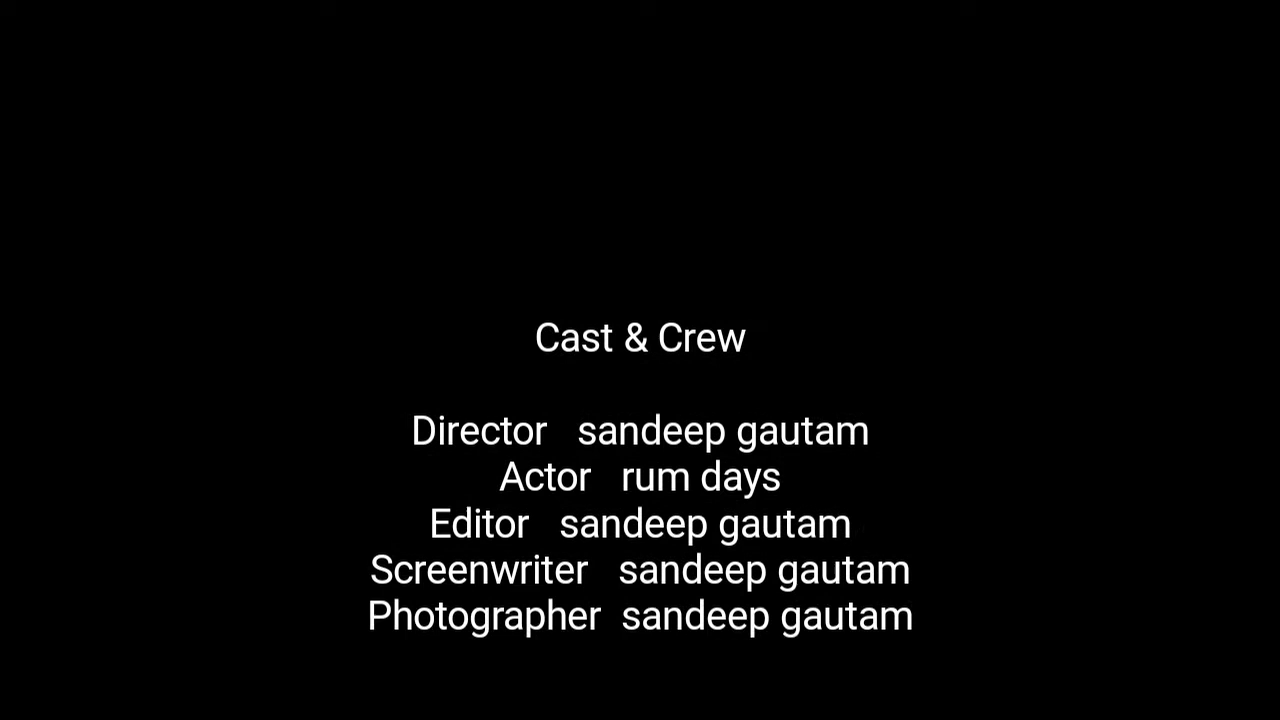 Cast & Crew
Director sandeep gautam
Actor rum days
Editor sandeep gautam
Screenwriter sandeep gautam
Photographer sandeep gautam